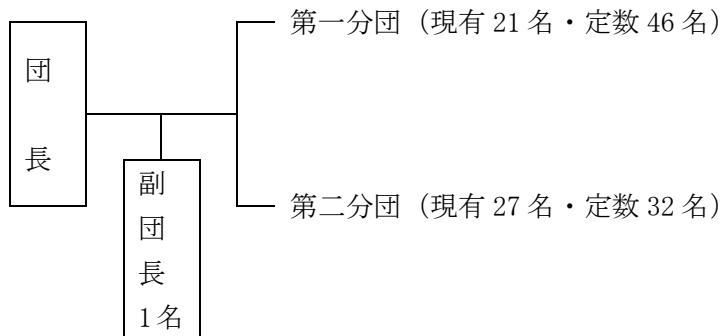 団長
第一分団（現有 21 名・定数 46 名）
副団長1名
第二分団（現有 27 名・定数 32 名）